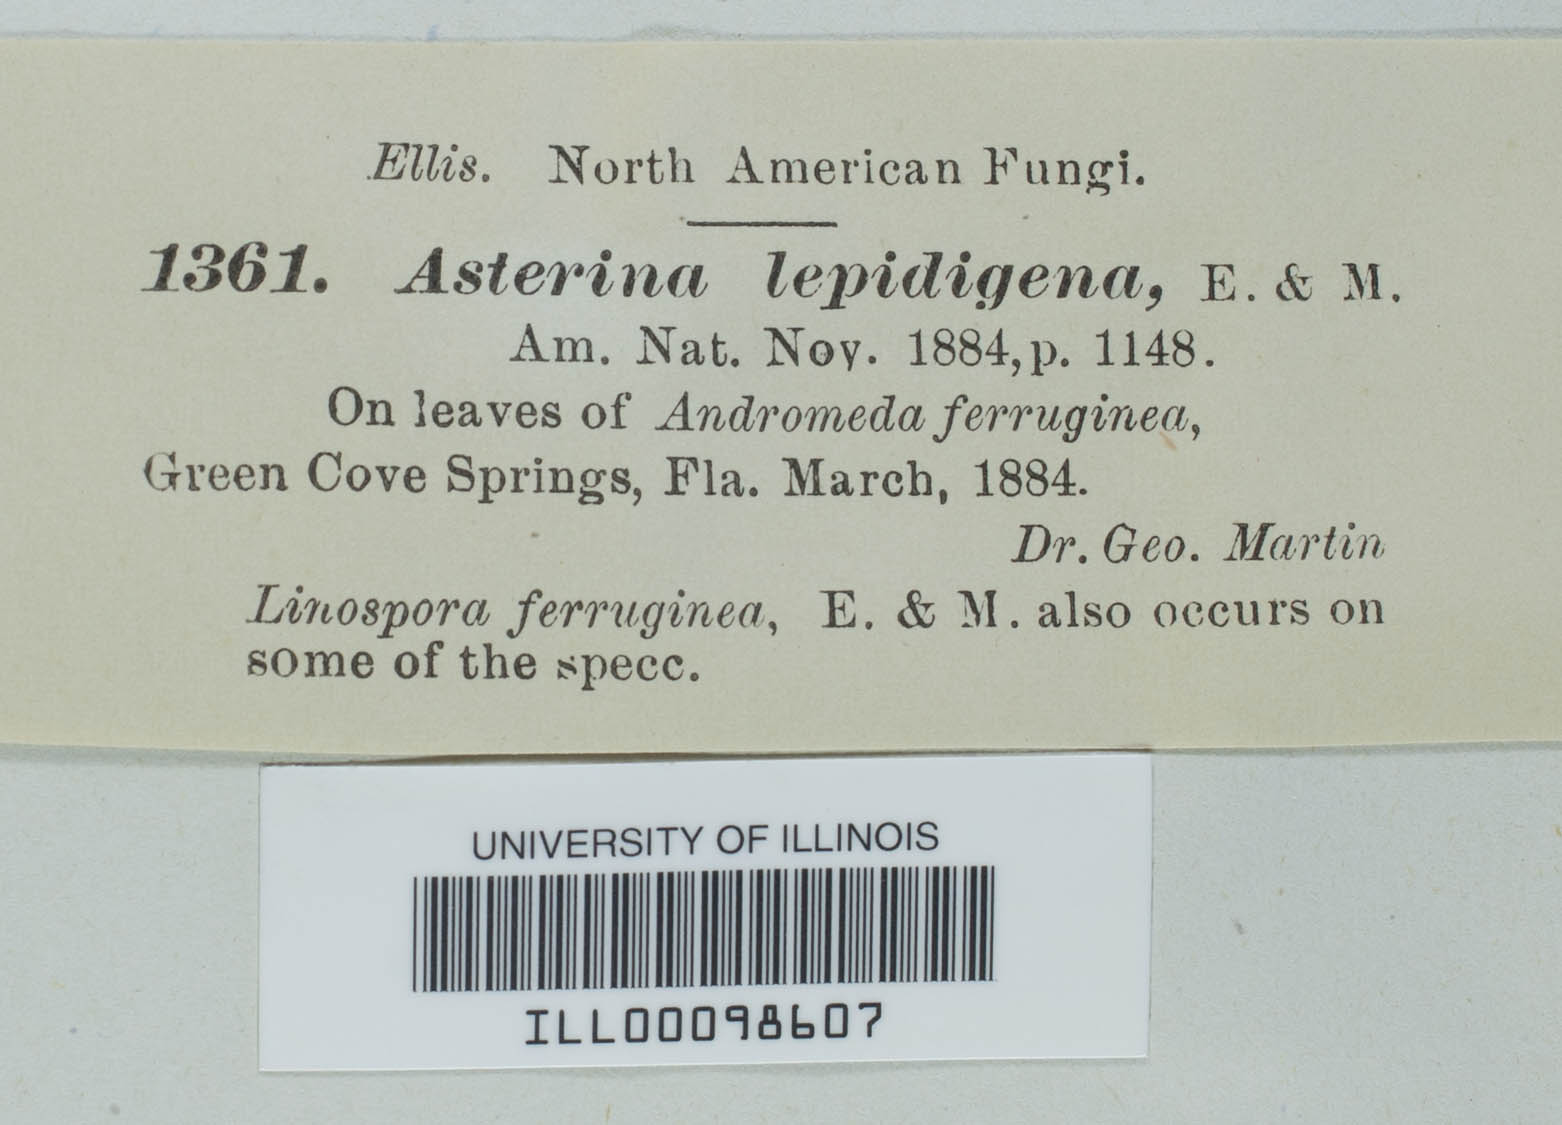 Ellis. North American Fungi.
1361. Asterina lepidigena, E. & M.
Am. Nat. Nov. 1884, p. 1148.
On leaves of Andromeda ferruginea,
Green Cove Springs, Fla. March, 1884.
Dr. Geo. Martin
Linospora ferruginea, E. & M. also occurs on
some of the specc.
UNIVERSITY OF ILLINOIS
ILL00098607